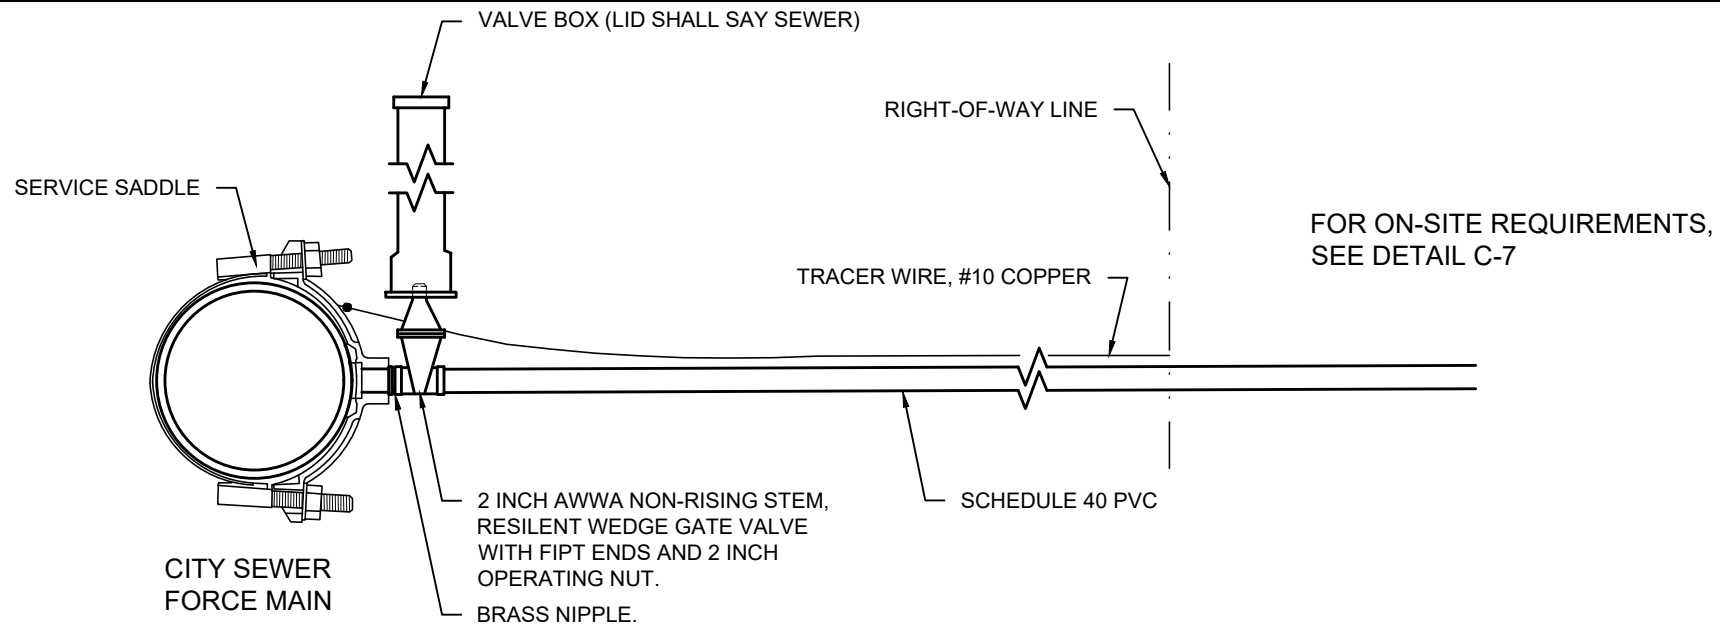 VALVE BOX (LID SHALL SAY SEWER)
RIGHT-OF-WAY LINE
SERVICE SADDLE
FOR ON-SITE REQUIREMENTS,
SEE DETAIL C-7
TRACER WIRE, #10 COPPER
2 INCH AWWA NON-RISING STEM,
RESILENT WEDGE GATE VALVE
WITH FIPT ENDS AND 2 INCH
OPERATING NUT.
SCHEDULE 40 PVC
CITY SEWER
FORCE MAIN
BRASS NIPPLE.